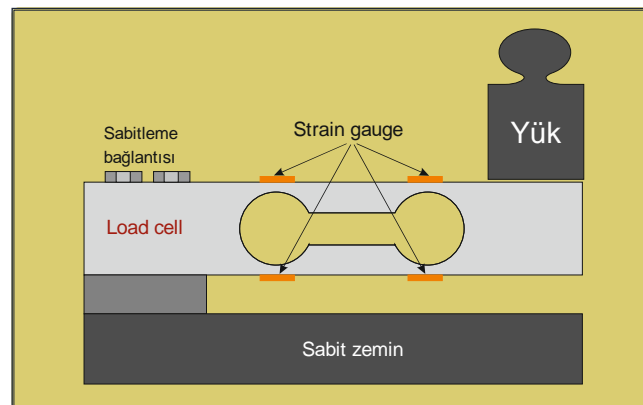 Sabitleme
bağlantısı
Strain gauge
Yük
Load cell
Sabit zemin